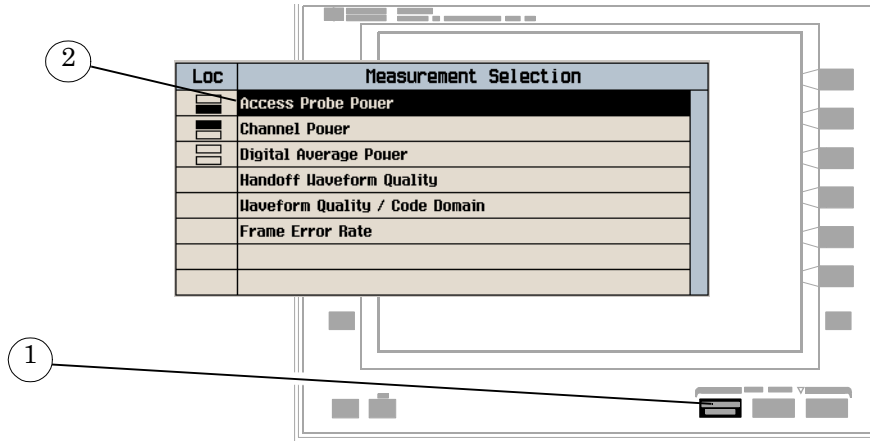 2
Loc Measurement Selection
Access Probe Power
Channel Power
Digital Average Power
Handoff Waveform Quality
Waveform Quality / Code Domain
Frame Error Rate
1